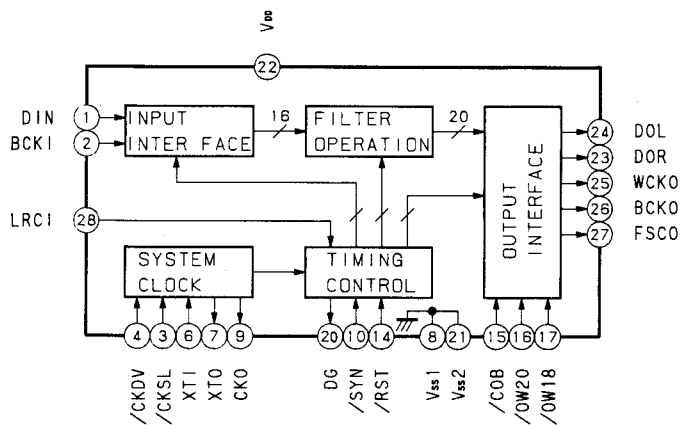 VDD
22
DIN
1
INPUT
INTER FACE
16
FILTER
OPERATION
20
OUTPUT
INTERFACE
24
DOL
BCKI
2
23
DOR
25
WCKO
26
BCKO
27
FSCO
LRCI
28
SYSTEM
CLOCK
TIMING
CONTROL
4
3
6
7
9
20
10
14
8
21
15
16
17
/CKDV
/CKSL
XTI
XTO
CKO
DG
/SYN
/RST
Vss1
Vss2
/COB
/OW20
/OW18